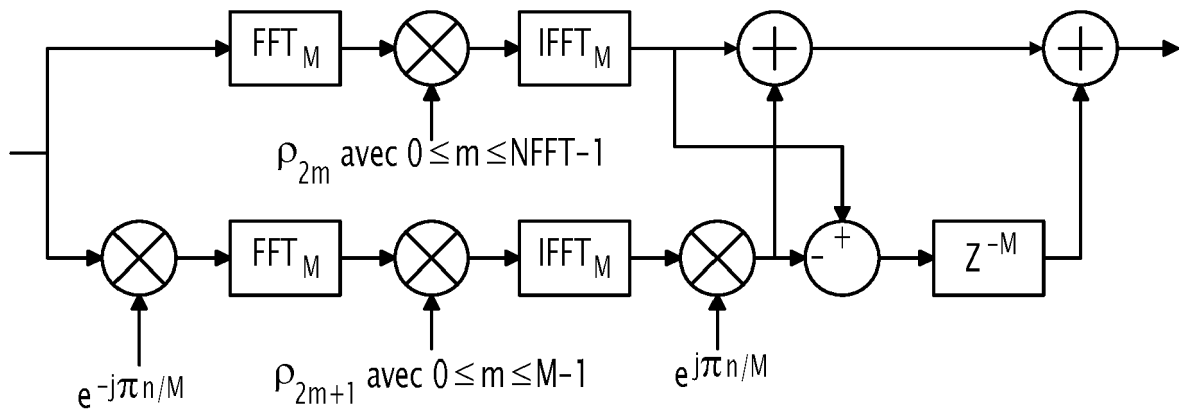 FFT_M
IFFT_M
ρ_2m avec 0 ≤ m ≤ NFFT-1
FFT_M
IFFT_M
+
-
Z^-M
e^-jπn/M
ρ_2m+1 avec 0 ≤ m ≤ M-1
e^jπn/M